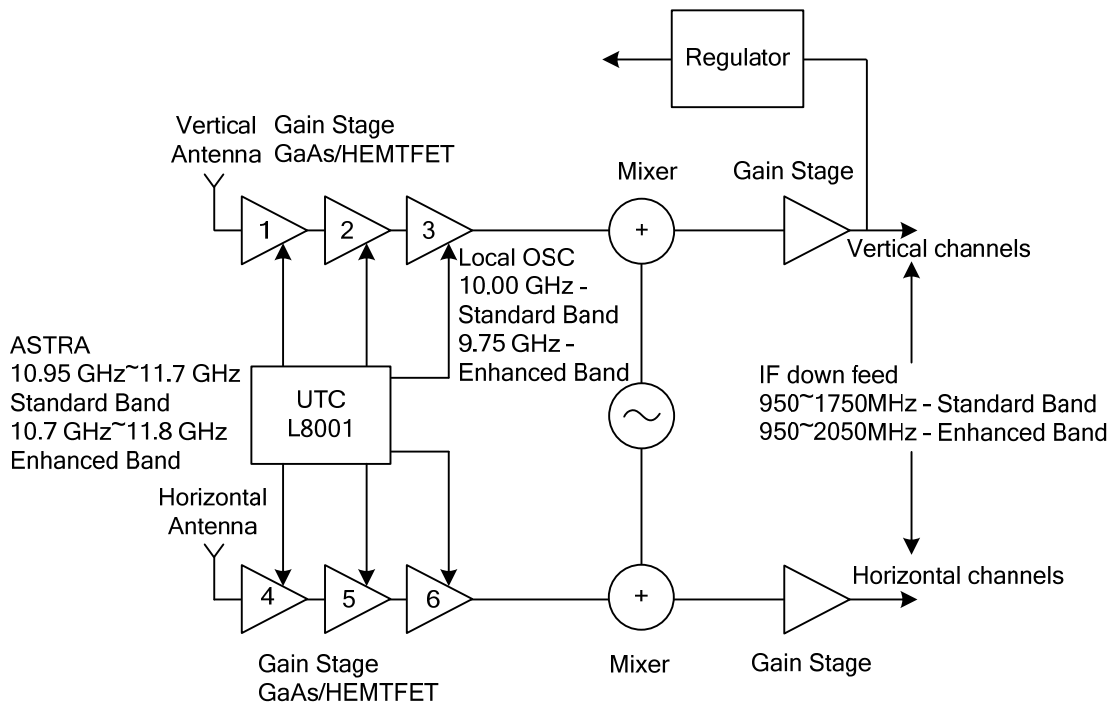 Regulator
Vertical
Antenna
Gain Stage
GaAs/HEMTFET
Mixer
Gain Stage
1
2
3
+
Vertical channels
Local OSC
10.00 GHz -
Standard Band
9.75 GHz -
Enhanced Band
ASTRA
10.95 GHz~11.7 GHz
Standard Band
10.7 GHz~11.8 GHz
Enhanced Band
UTC
L8001
IF down feed
950~1750MHz - Standard Band
950~2050MHz - Enhanced Band
Horizontal
Antenna
4
5
6
+
Horizontal channels
Gain Stage
GaAs/HEMTFET
Mixer
Gain Stage